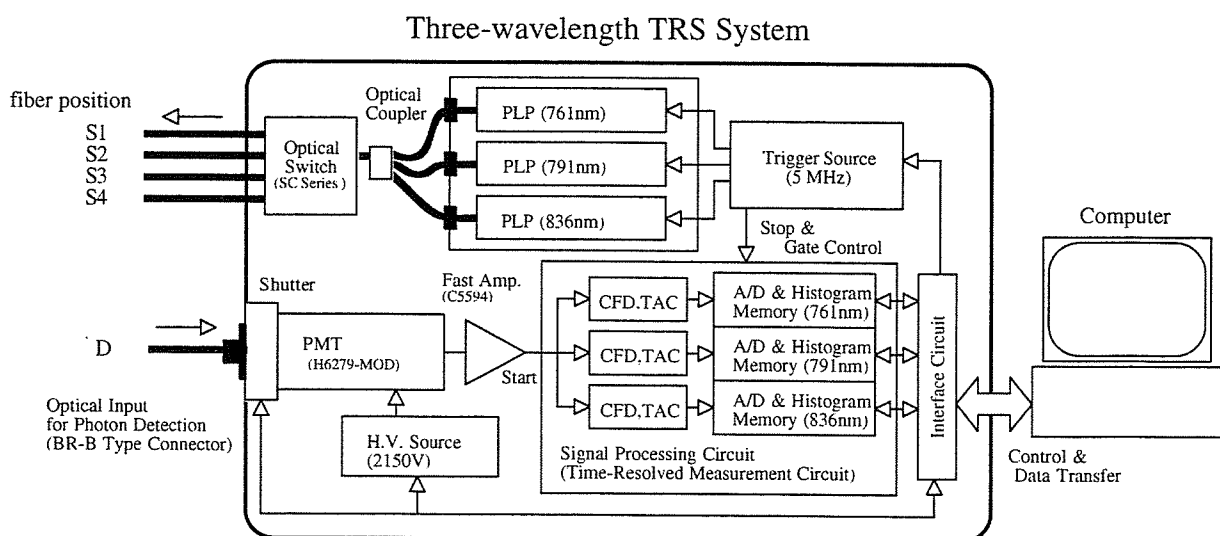 Three-wavelength TRS System
fiber position
S1
S2
S3
S4
Optical
Switch
(SC Series )
Optical
Coupler
PLP (761nm)
PLP (791nm)
PLP (836nm)
Trigger Source
(5 MHz)
Stop &
Gate Control
Computer
Shutter
D
PMT
(H6279-MOD)
Fast Amp.
(C5594)
Start
CFD,TAC
CFD,TAC
CFD,TAC
A/D & Histogram
Memory (761nm)
A/D & Histogram
Memory (791nm)
A/D & Histogram
Memory (836nm)
Interface Circuit
Optical Input
for Photon Detection
(BR-B Type Connector)
H.V. Source
(2150V)
Signal Processing Circuit
(Time-Resolved Measurement Circuit)
Control &
Data Transfer